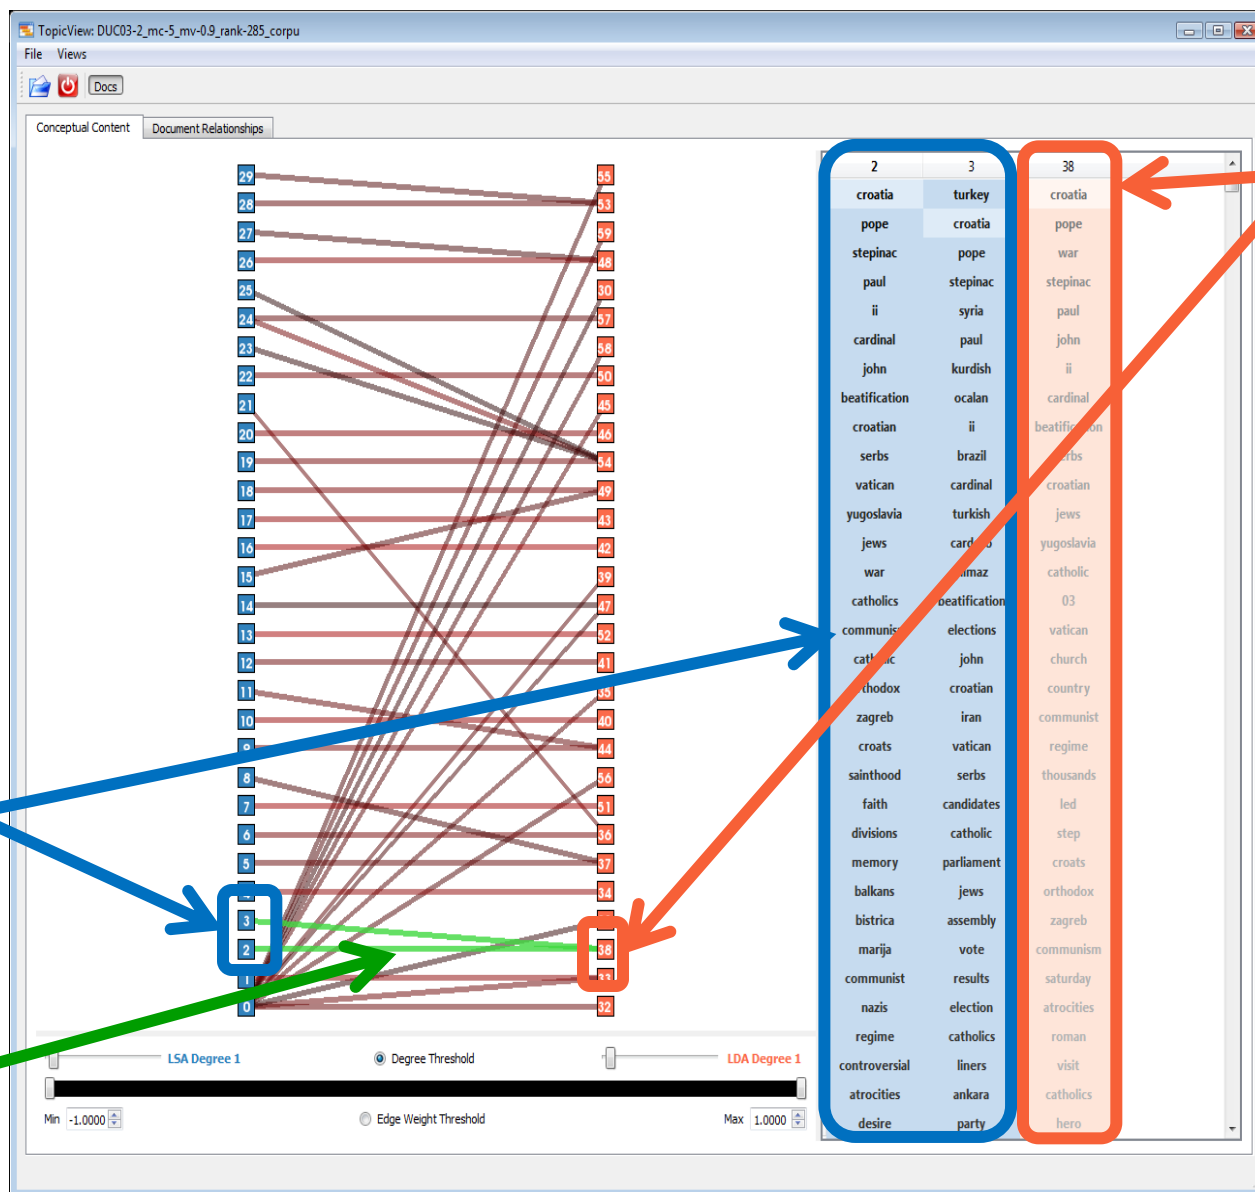 TopicView: DUC03-2_mc-5_mv-0.9_rank-285_corpu
File Views
Docs
Conceptual Content Document Relationships
2 3 38
29 55
croatia turkey croatia
28 53
pope croatia pope
27 59
stepinac pope war
26 48
paul stepinac stepinac
25 30
ii syria paul
24 57
cardinal paul john
23 58
john kurdish ii
22 50
beatification ocalan cardinal
21 45
croatian ii
20 46
serbs brazil
19 54
vatican cardinal croatian
18 49
yugoslavia turkish jews
17 43
jews yugoslavia
16 42
war catholic
15 39
catholics beatification 03
14 47
elections vatican
13 52
john church
12 41
croatian country
11 35
zagreb iran communist
10 40
croats vatican regime
9 44
sainthood serbs thousands
8 56
faith candidates led
7 51
divisions catholic step
6 36
memory parliament croats
5 37
balkans jews orthodox
34
bistrica assembly zagreb
3
marija vote communism
2 38
communist results saturday
1 33
nazis election atrocities
0 32
regime catholics roman
controversial liners visit
atrocities ankara catholics
desire party hero
LSA Degree 1 Degree Threshold LDA Degree 1
Min -1.0000 Edge Weight Threshold Max 1.0000